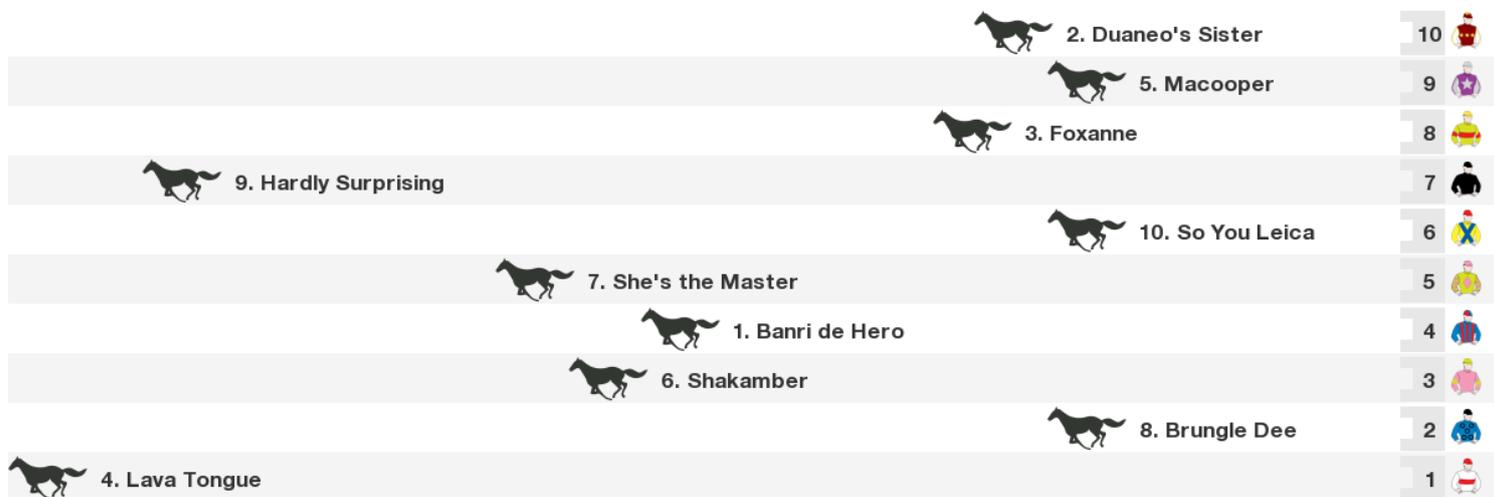 2. Duaneo's Sister 10
5. Macooper 9
3. Foxanne 8
9. Hardly Surprising 7
10. So You Leica 6
7. She's the Master 5
1. Banri de Hero 4
6. Shakamber 3
8. Brungle Dee 2
4. Lava Tongue 1